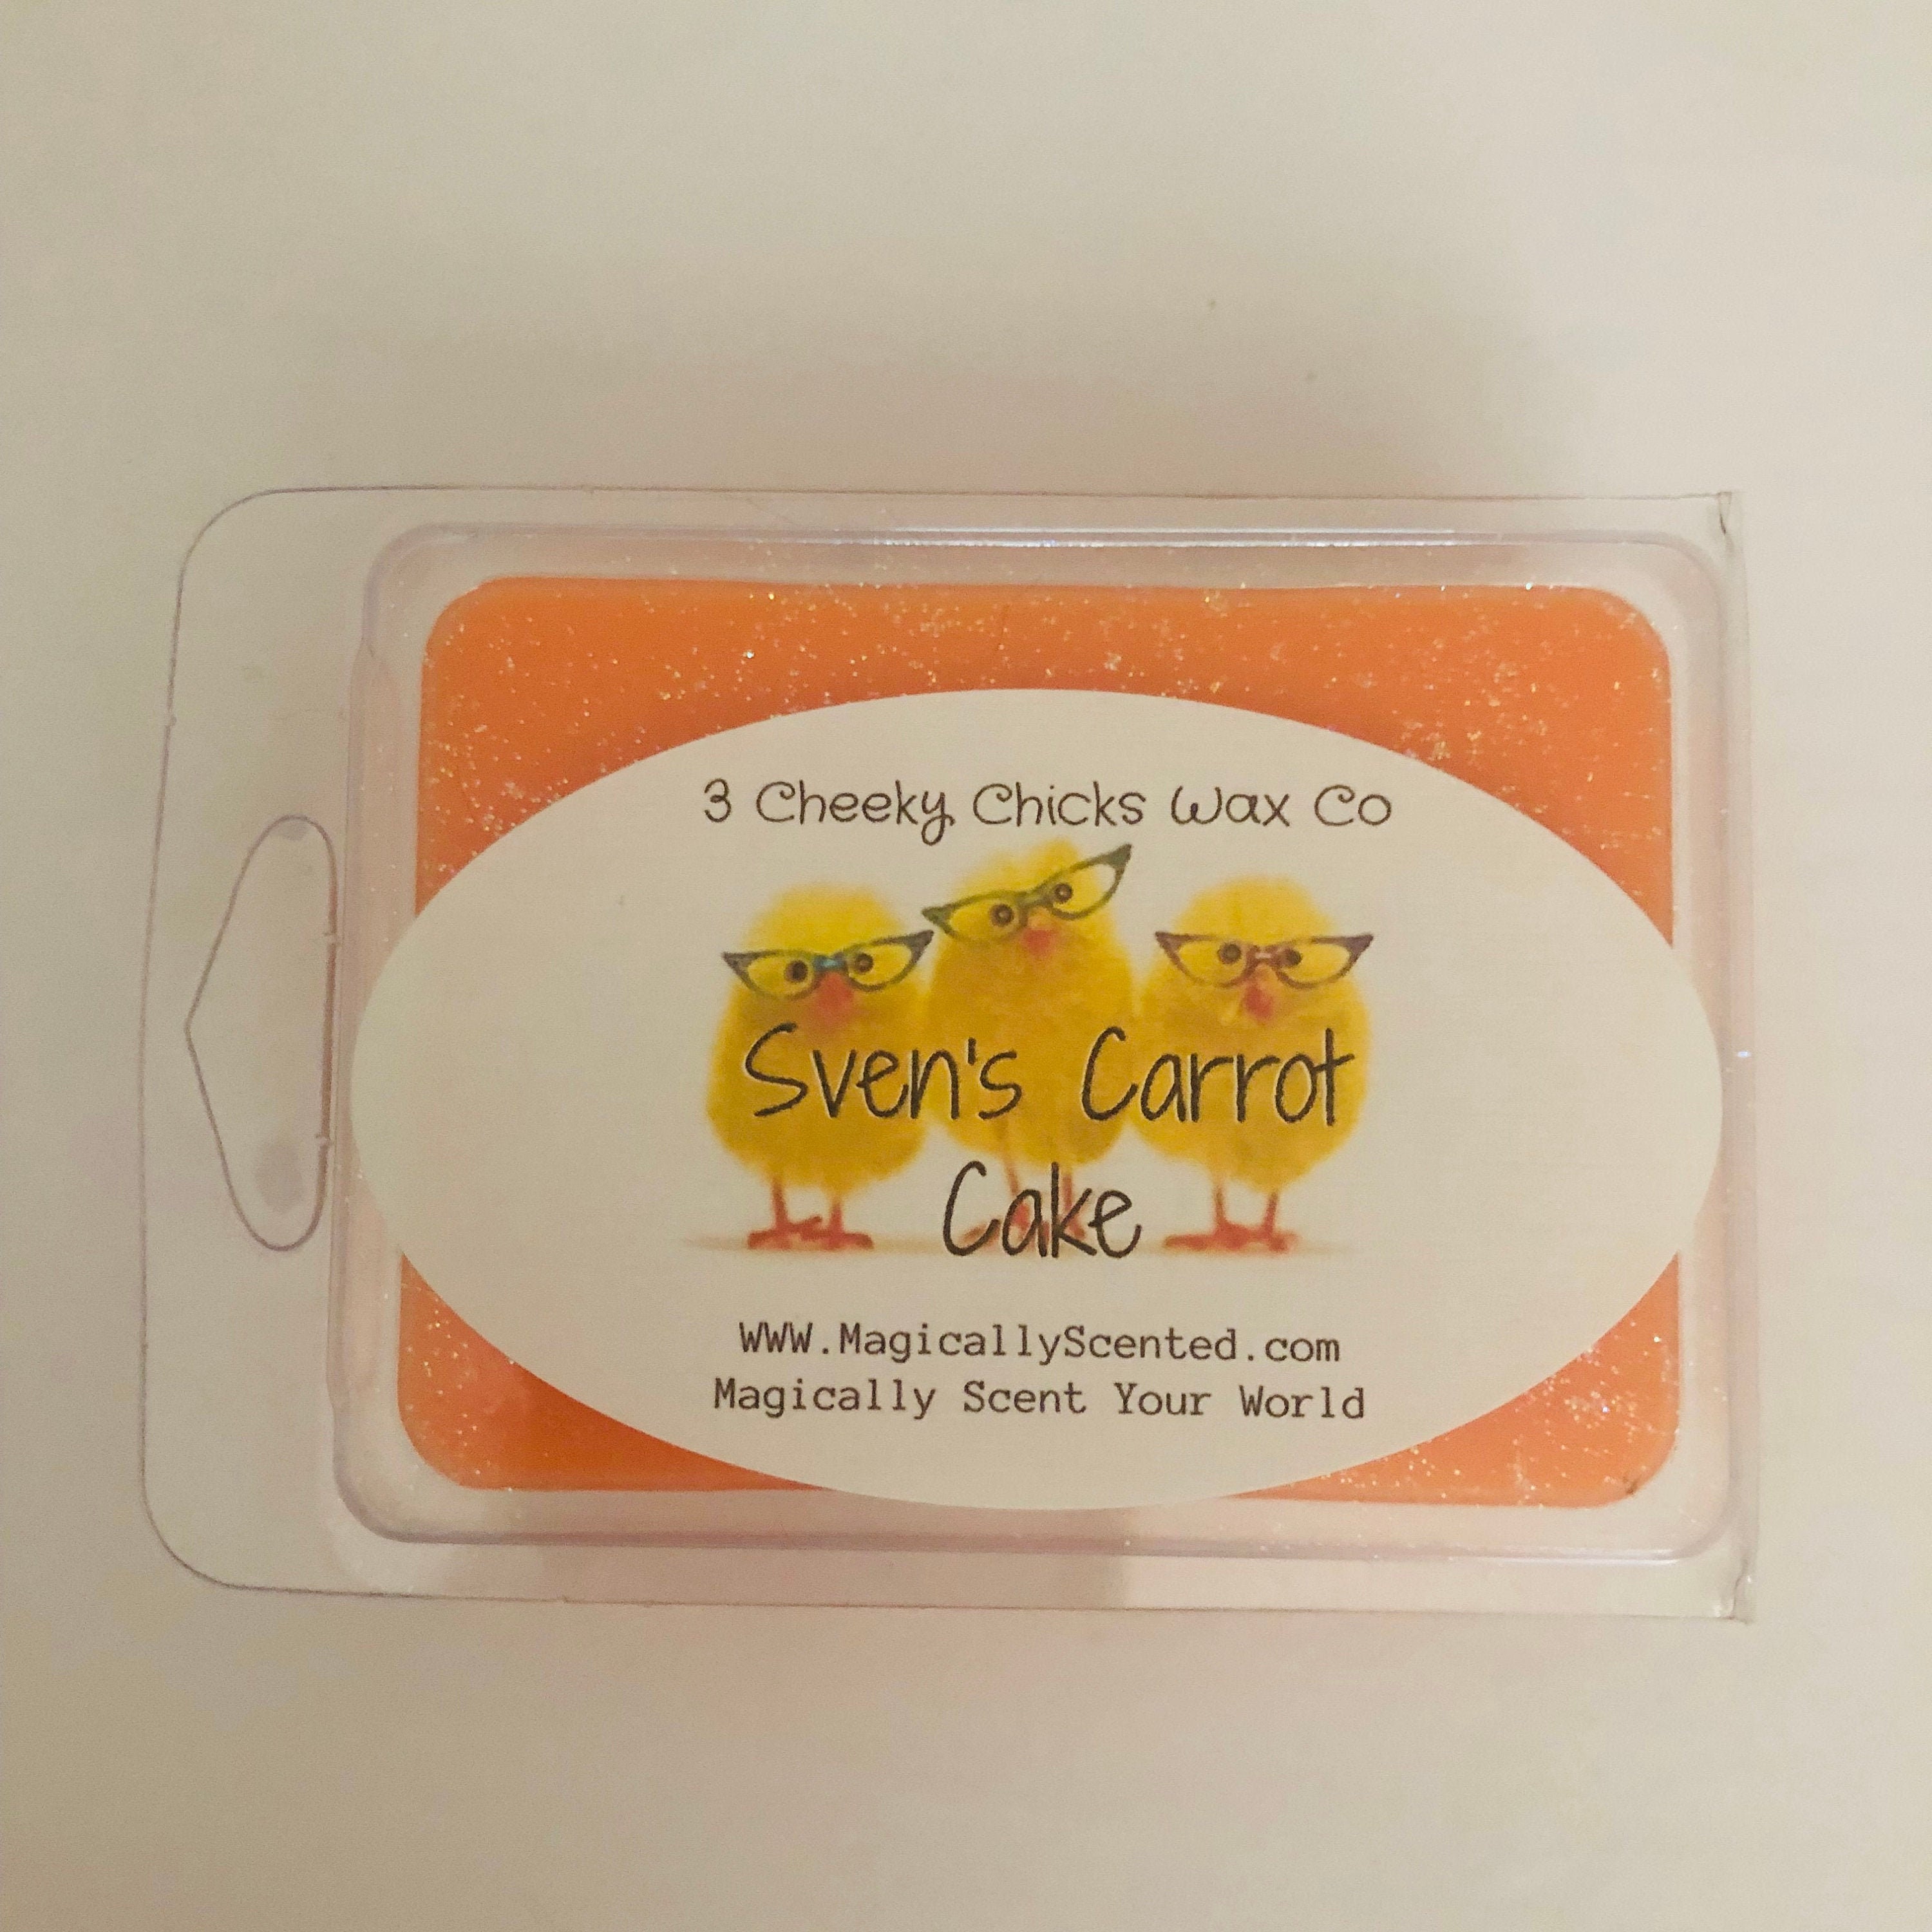 3 Cheeky Chicks Wax Co
Sven's Carrot
Cake
WWW.MagicallyScented.com
Magically Scent Your World